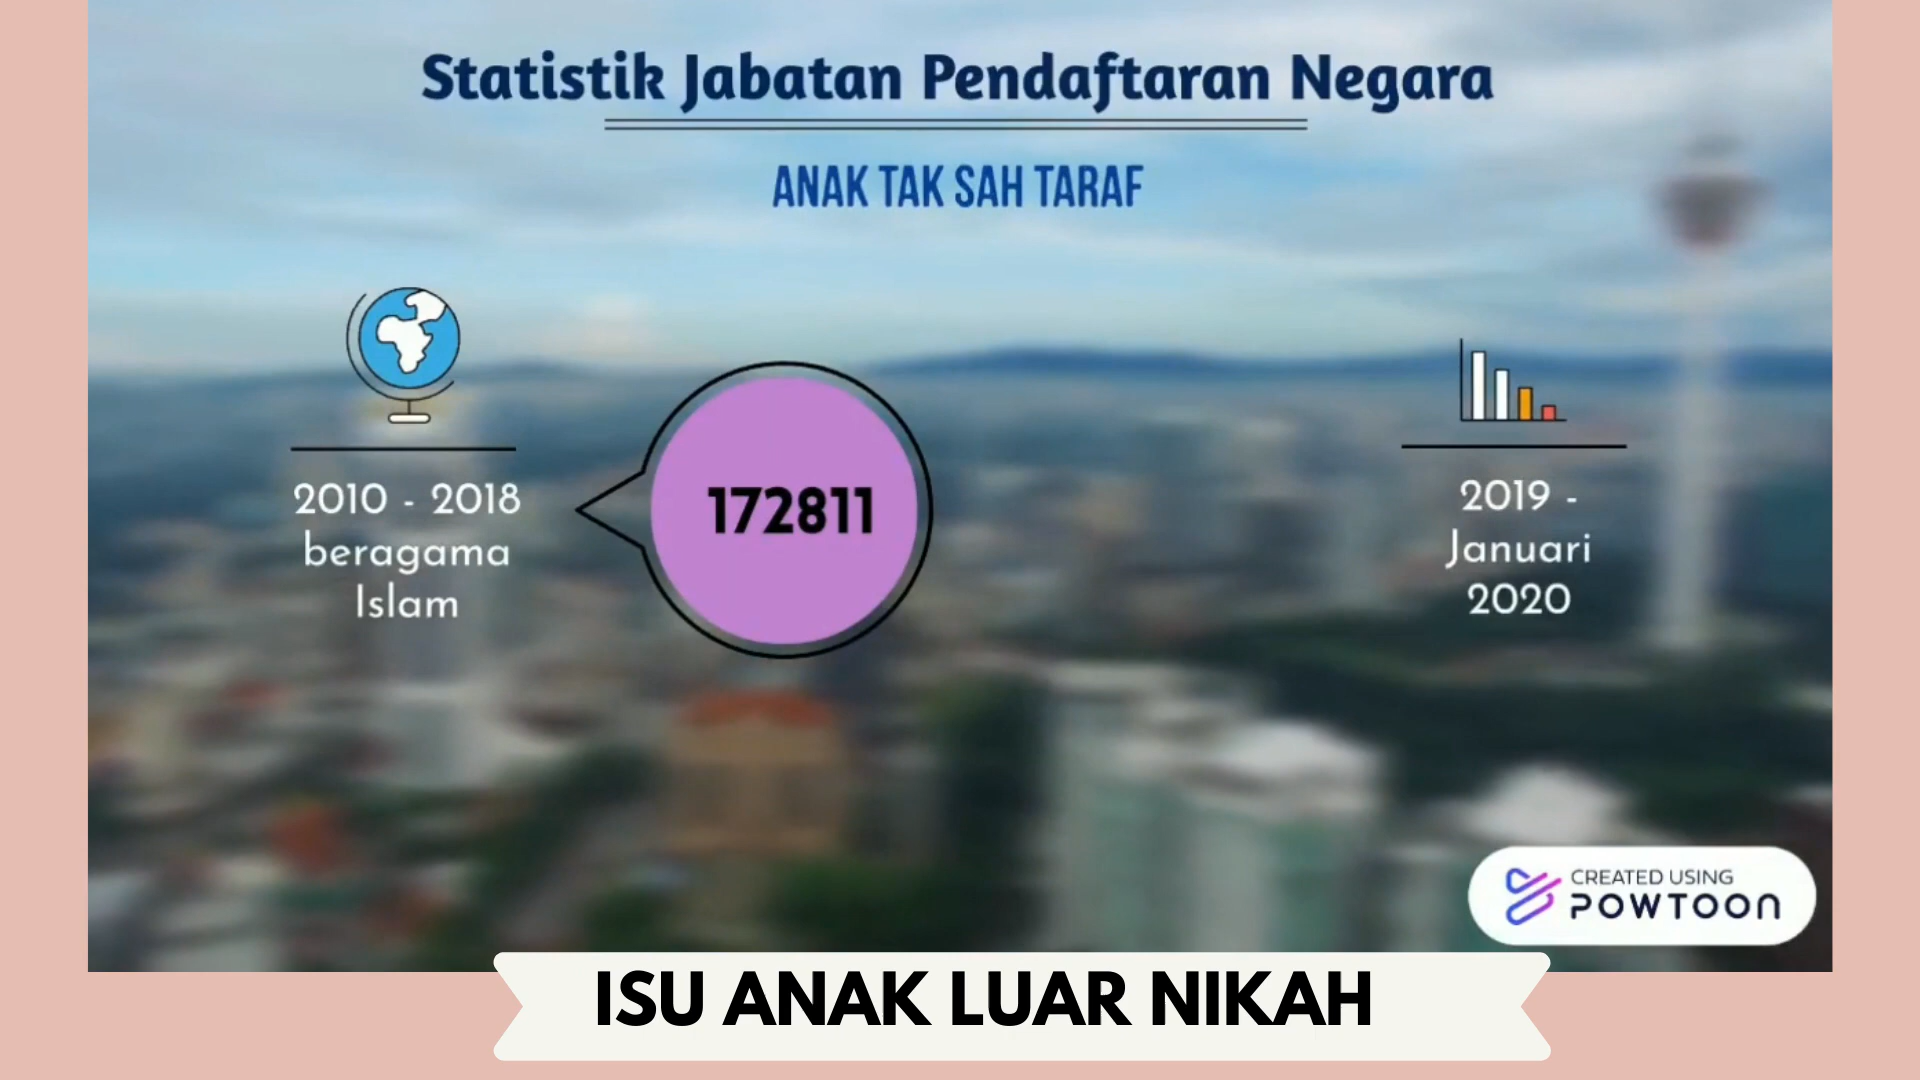 Statistik Jabatan Pendaftaran Negara
ANAK TAK SAH TARAF
2010 - 2018
beragama
Islam
172811
2019 -
Januari
2020
CREATED USING
POWTOON
ISU ANAK LUAR NIKAH